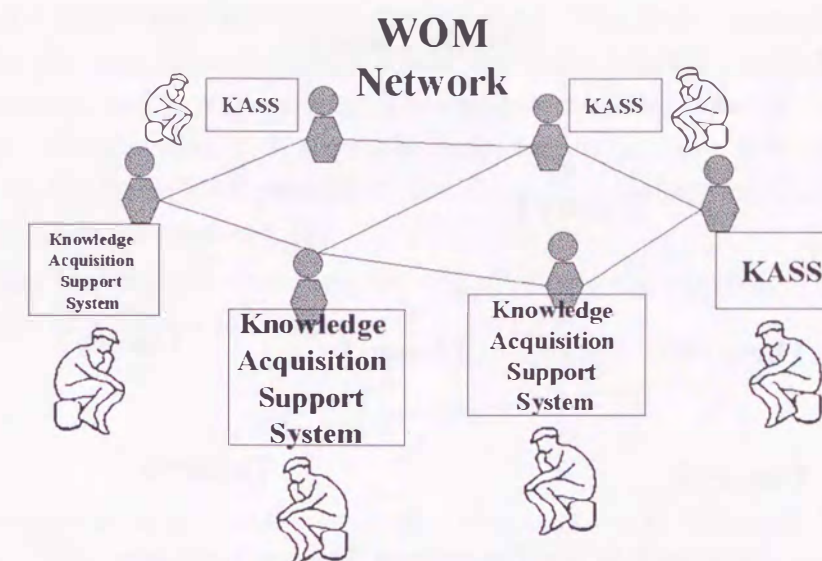 WOM
Network
KASS
KASS
Knowledge
Acquisition
Support
System
KASS
Knowledge
Acquisition
Support
System
Knowledge
Acquisition
Support
System